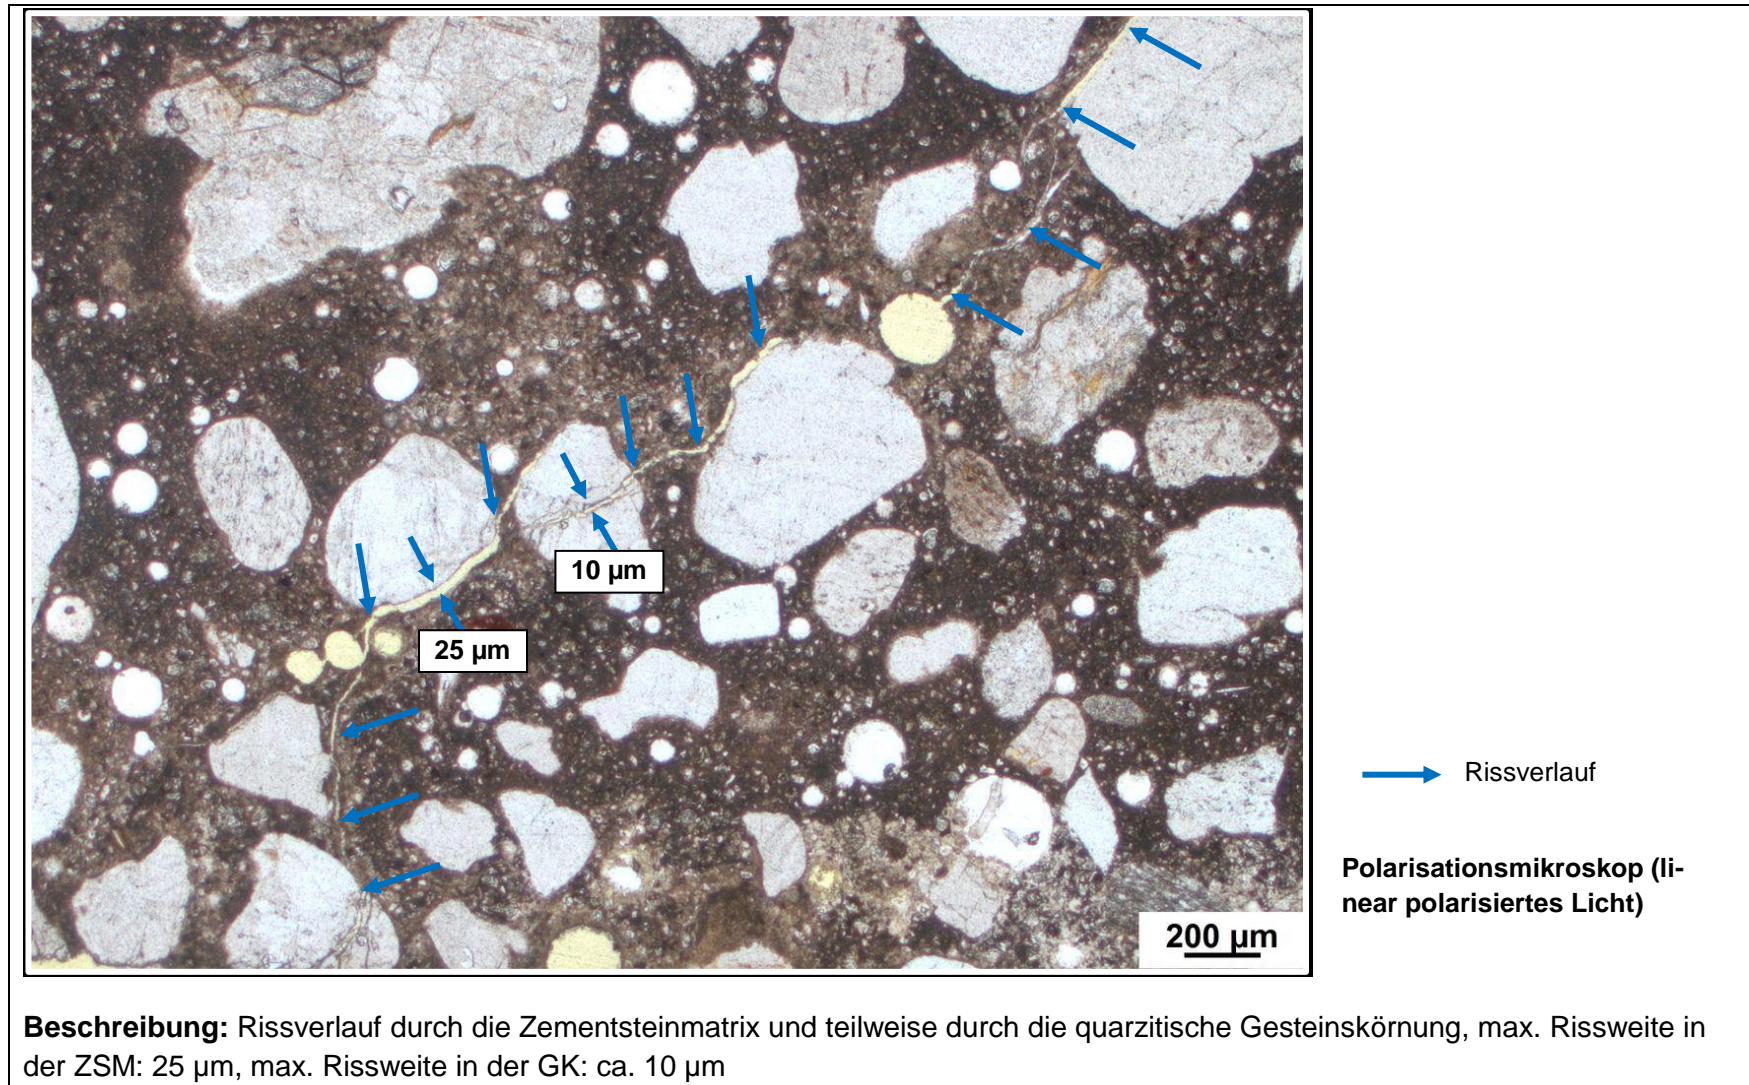 10 µm
25 µm
Rissverlauf
Polarisationsmikroskop (li-
near polarisiertes Licht)
200 µm
Beschreibung: Rissverlauf durch die Zementsteinmatrix und teilweise durch die quarzitische Gesteinskörnung, max. Rissweite in
der ZSM: 25 µm, max. Rissweite in der GK: ca. 10 µm